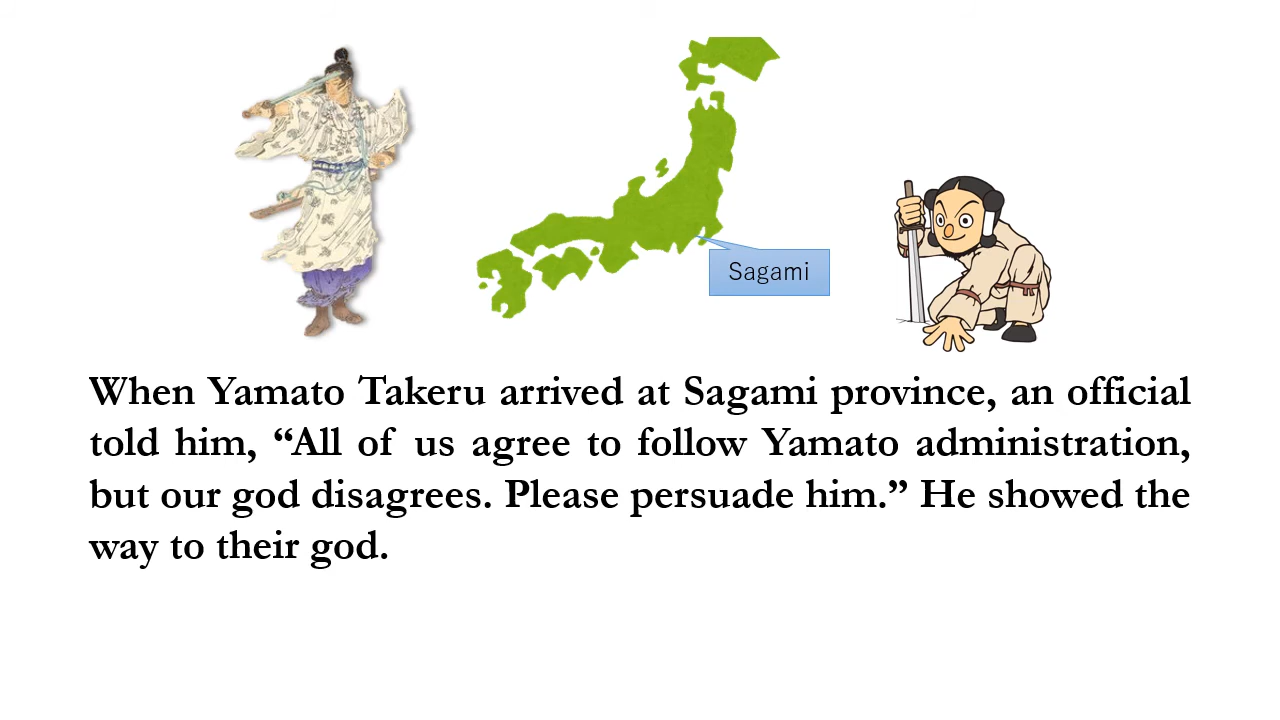 Sagami
When Yamato Takeru arrived at Sagami province, an official
told him, “All of us agree to follow Yamato administration,
but our god disagrees. Please persuade him.” He showed the
way to their god.